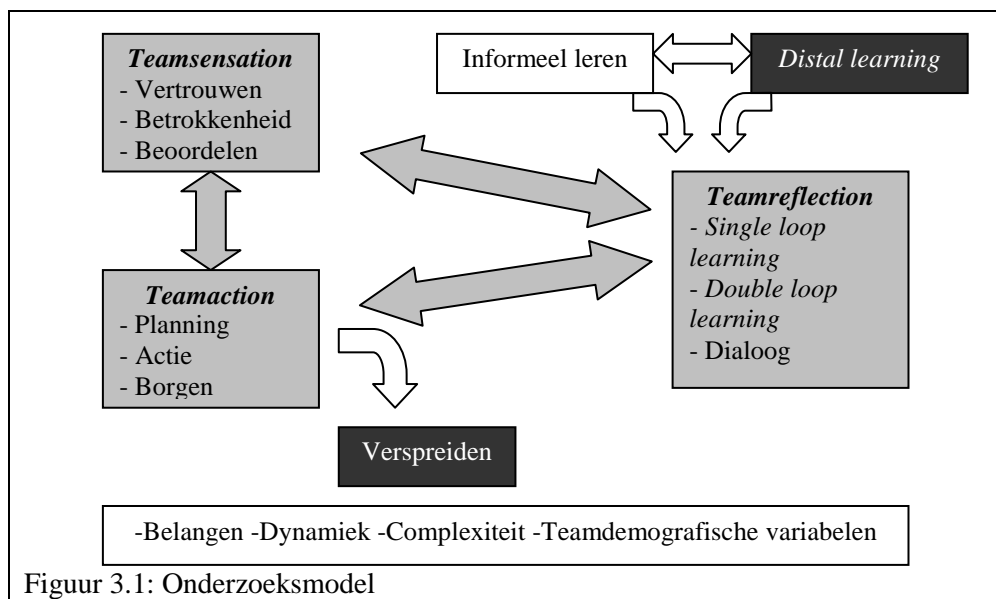 Teamsensation
- Vertrouwen
- Betrokkenheid
- Beoordelen
Informeel leren
Distal learning
Teamreflection
- Single loop
learning
- Double loop
learning
- Dialoog
Teamaction
- Planning
- Actie
- Borgen
Verspreiden
-Belangen -Dynamiek -Complexiteit -Teamdemografische variabelen
Figuur 3.1: Onderzoeksmodel